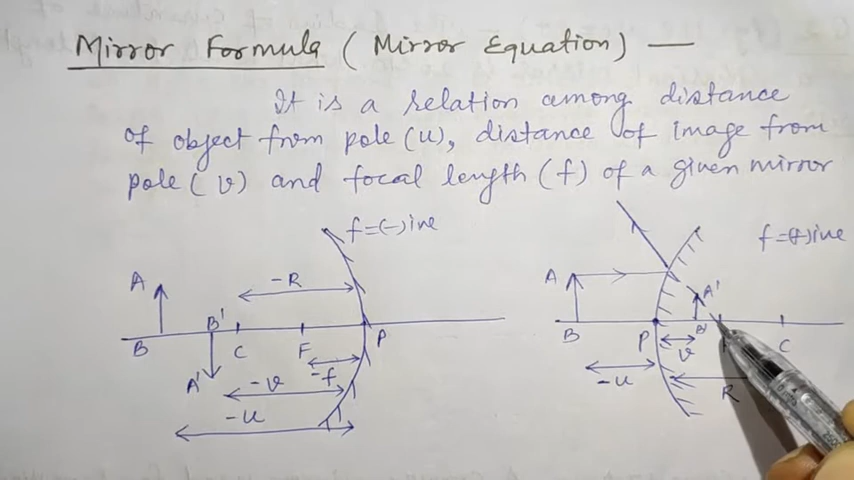 Mirror Formula ( Mirror Equation ) —
It is a relation among distance
of object from pole (u), distance of image from
pole ( v ) and focal length (f) of a given mirror
f=(-)ive
f=(+)ive
A
-R
A
A'
B
B'
C
F
P
B
P
B'
C
A'
-v
-f
v
-u
-u
R